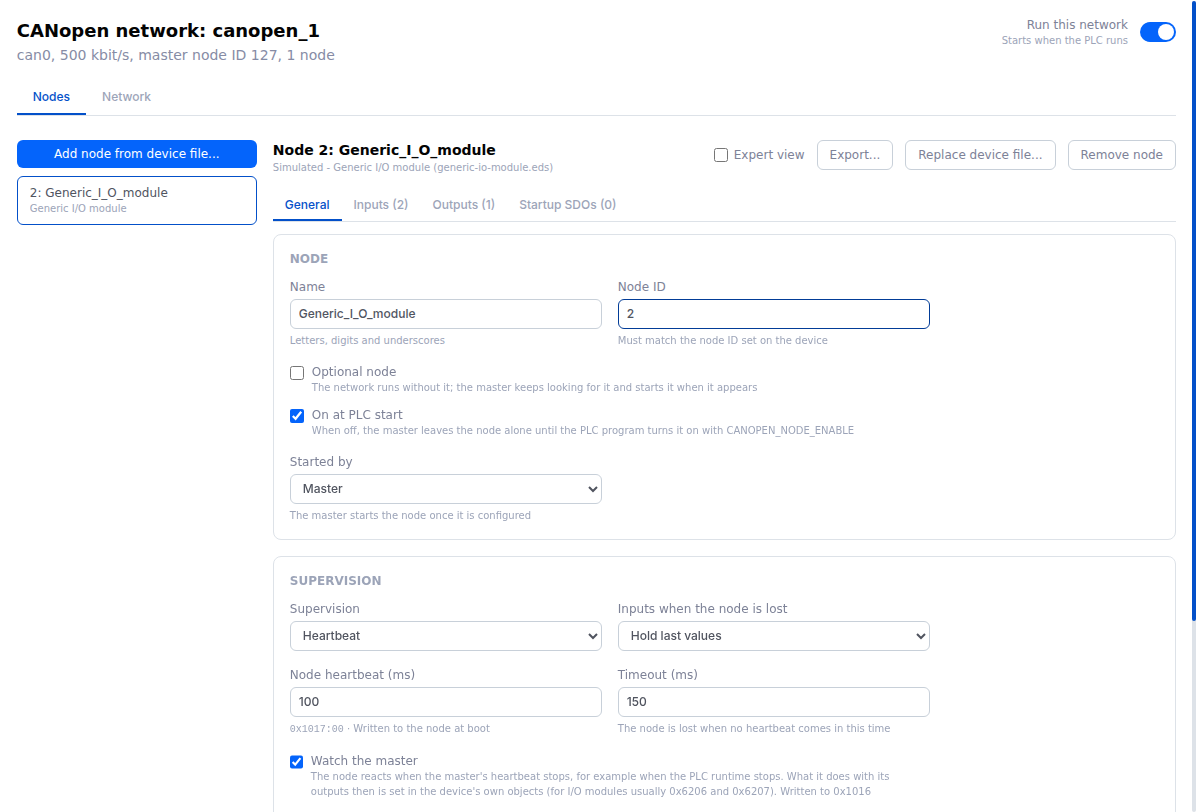 CANopen network: canopen_1
can0, 500 kbit/s, master node ID 127, 1 node
Run this network
Starts when the PLC runs
Nodes
Network
Add node from device file...
2: Generic_I_O_module
Generic I/O module
Node 2: Generic_I_O_module
Simulated - Generic I/O module (generic-io-module.eds)
Expert view
Export...
Replace device file...
Remove node
General
Inputs (2)
Outputs (1)
Startup SDOs (0)
NODE
Name
Node ID
Generic_I_O_module
2
Letters, digits and underscores
Must match the node ID set on the device
Optional node
The network runs without it; the master keeps looking for it and starts it when it appears
On at PLC start
When off, the master leaves the node alone until the PLC program turns it on with CANOPEN_NODE_ENABLE
Started by
Master
The master starts the node once it is configured
SUPERVISION
Supervision
Inputs when the node is lost
Heartbeat
Hold last values
Node heartbeat (ms)
Timeout (ms)
100
150
0x1017:00 · Written to the node at boot
The node is lost when no heartbeat comes in this time
Watch the master
The node reacts when the master's heartbeat stops, for example when the PLC runtime stops. What it does with its
outputs then is set in the device's own objects (for I/O modules usually 0x6206 and 0x6207). Written to 0x1016